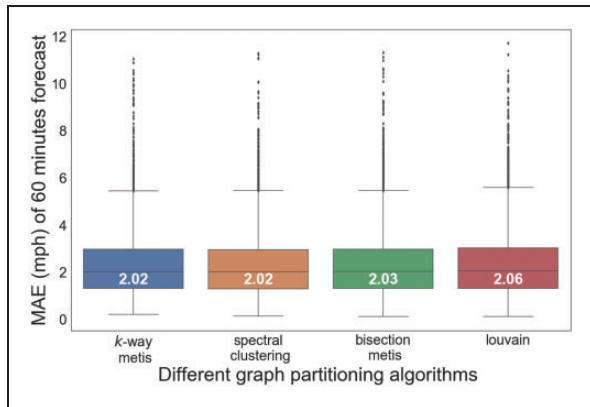 MAE (mph) of 60 minutes forecast
12
10
8
6
4
2
0
2.02
2.02
2.03
2.06
k-way
metis
spectral
clustering
bisection
metis
louvain
Different graph partitioning algorithms